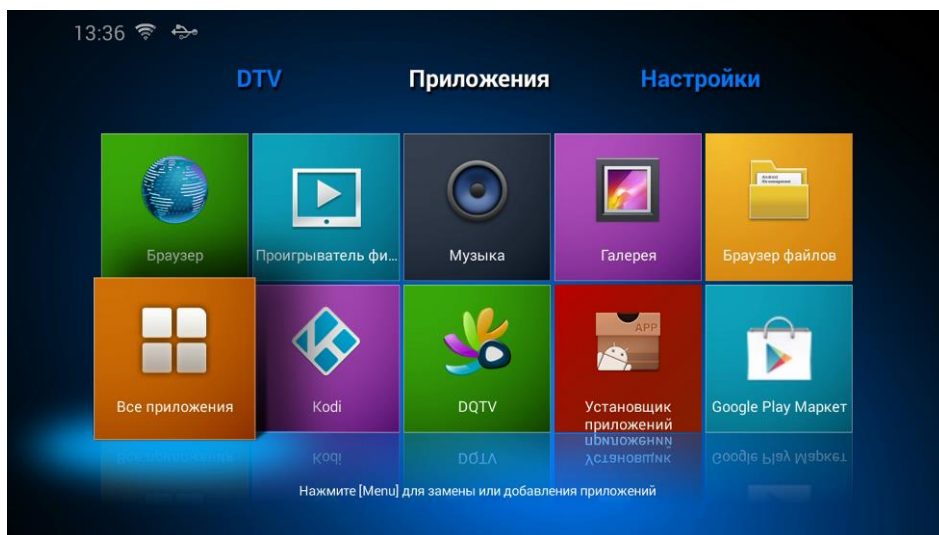 13:36
DTV
Приложения
Настройки
Браузер
Проигрыватель фи...
Музыка
Галерея
Браузер файлов
Все приложения
Kodi
DQTV
APP
Установщик
приложений
Google Play Маркет
Нажмите [Menu] для замены или добавления приложений